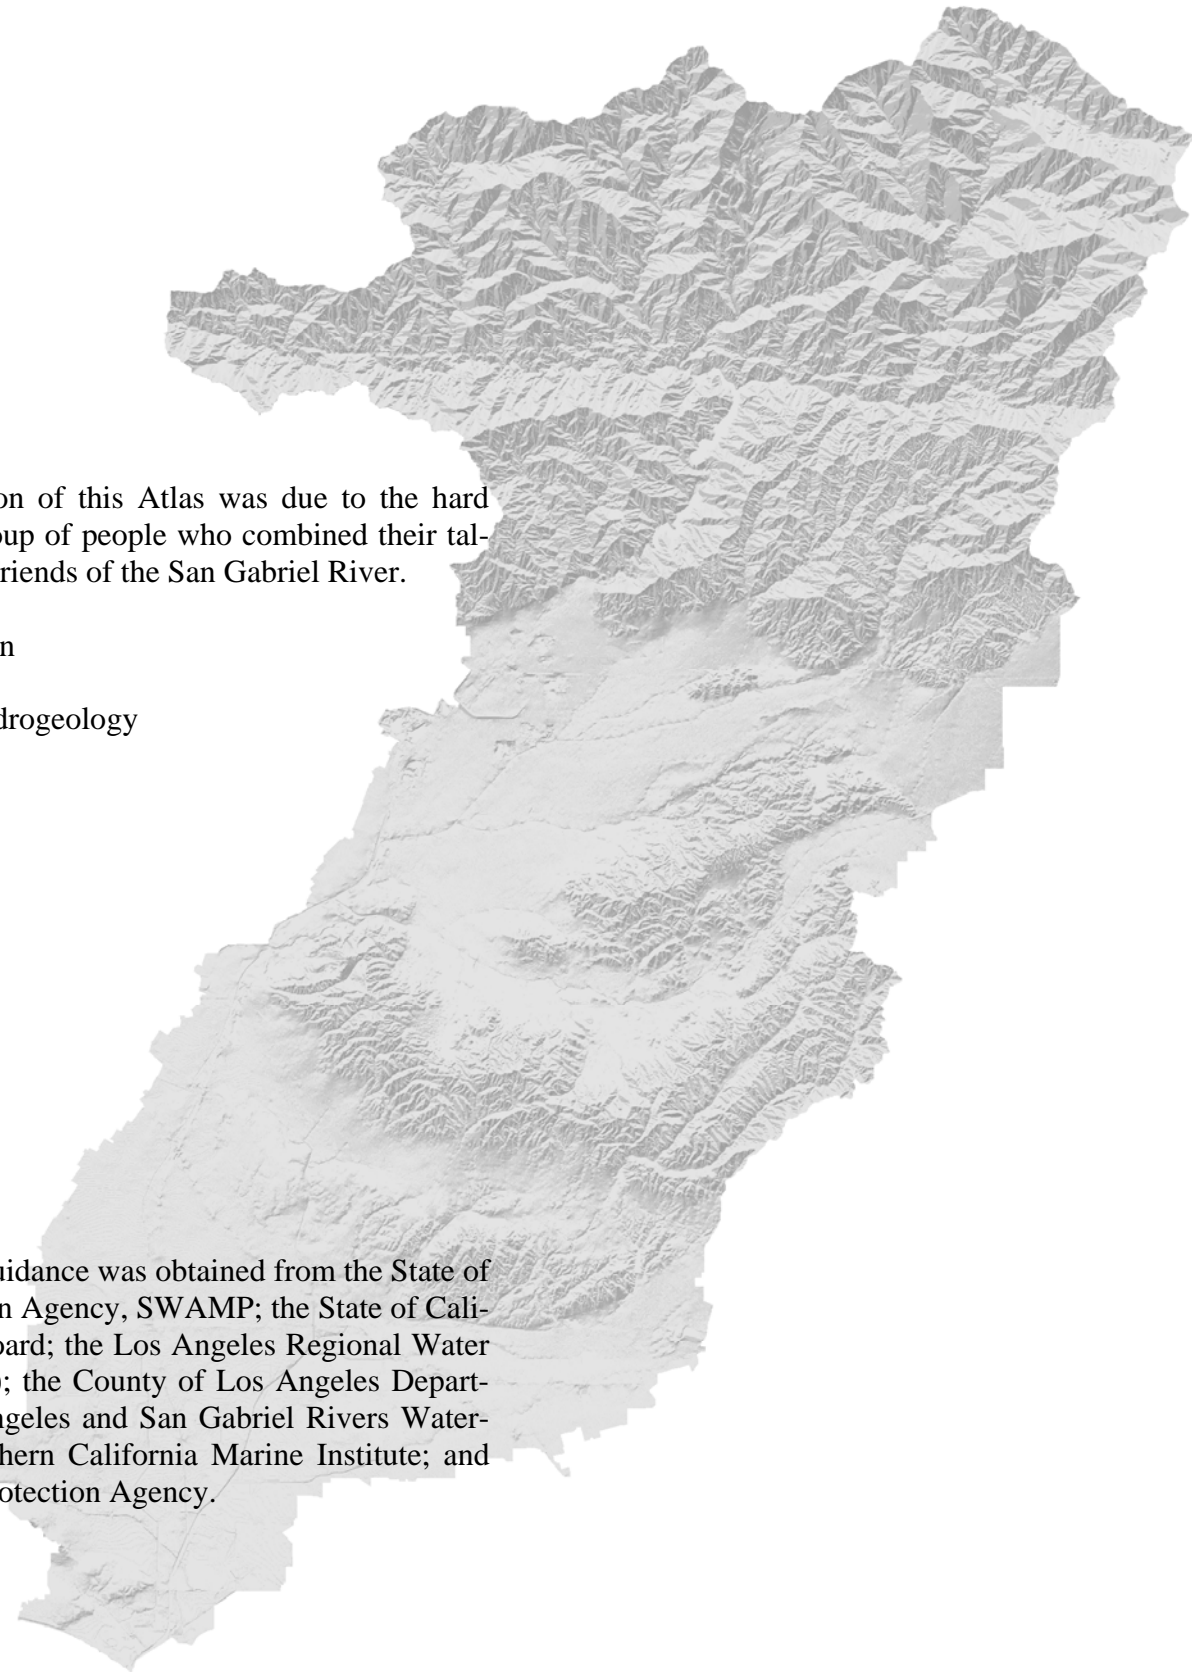 on of this Atlas was due to the hard
oup of people who combined their tal-
riends of the San Gabriel River.
n
drogeology
uidance was obtained from the State of
n Agency, SWAMP; the State of Cali-
oard; the Los Angeles Regional Water
); the County of Los Angeles Depart-
ngeles and San Gabriel Rivers Water-
thern California Marine Institute; and
otection Agency.